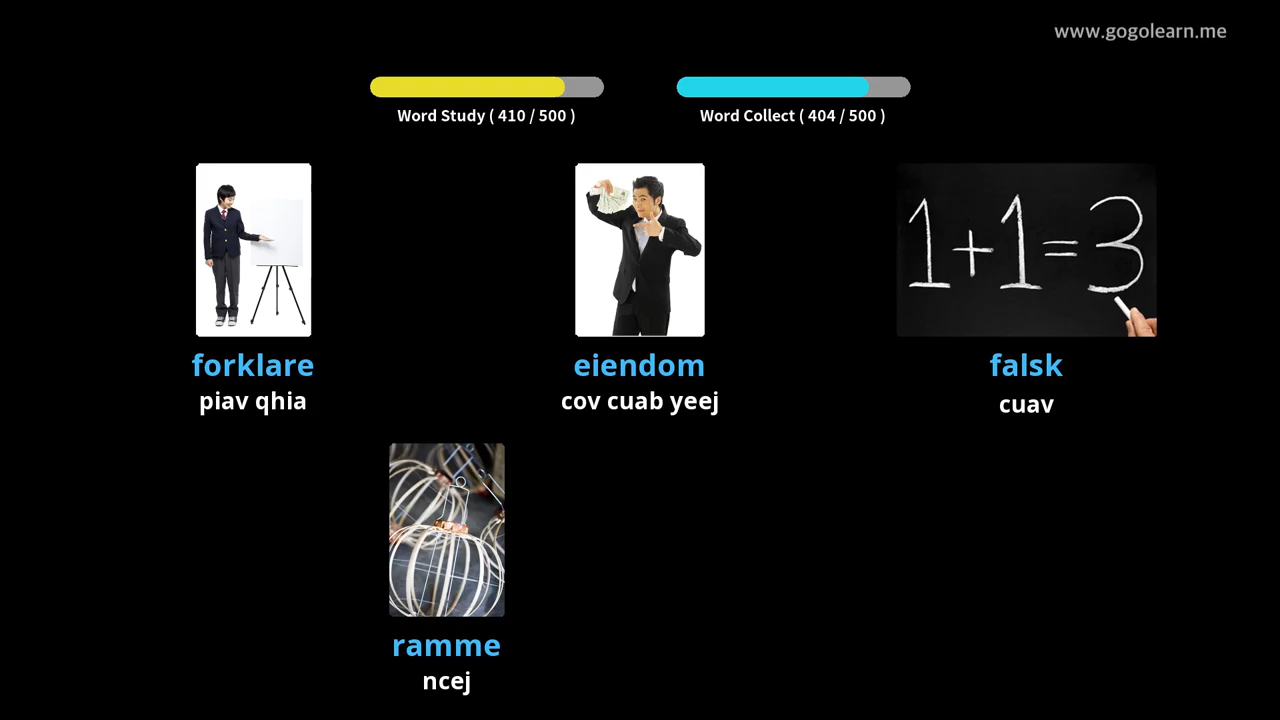 www.gogolearn.me
Word Study ( 410 / 500 )
Word Collect ( 404 / 500 )
1+1=3
forklare
piav qhia
eiendom
cov cuab yeej
falsk
cuav
ramme
ncej